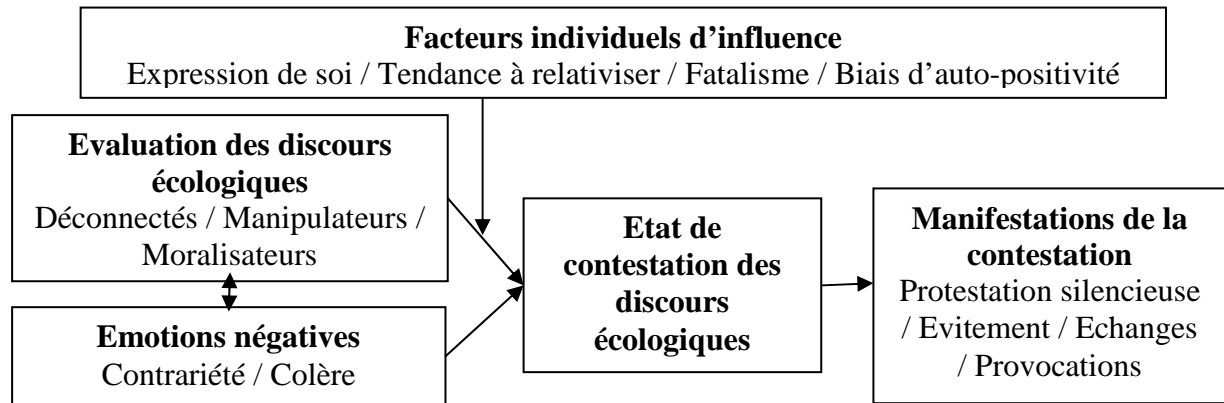 Facteurs individuels d’influence
Expression de soi / Tendance à relativiser / Fatalisme / Biais d’auto-positivité
Evaluation des discours
écologiques
Déconnectés / Manipulateurs /
Moralisateurs
Emotions négatives
Contrariété / Colère
Etat de
contestation des
discours
écologiques
Manifestations de la
contestation
Protestation silencieuse
/ Evitement / Echanges
/ Provocations